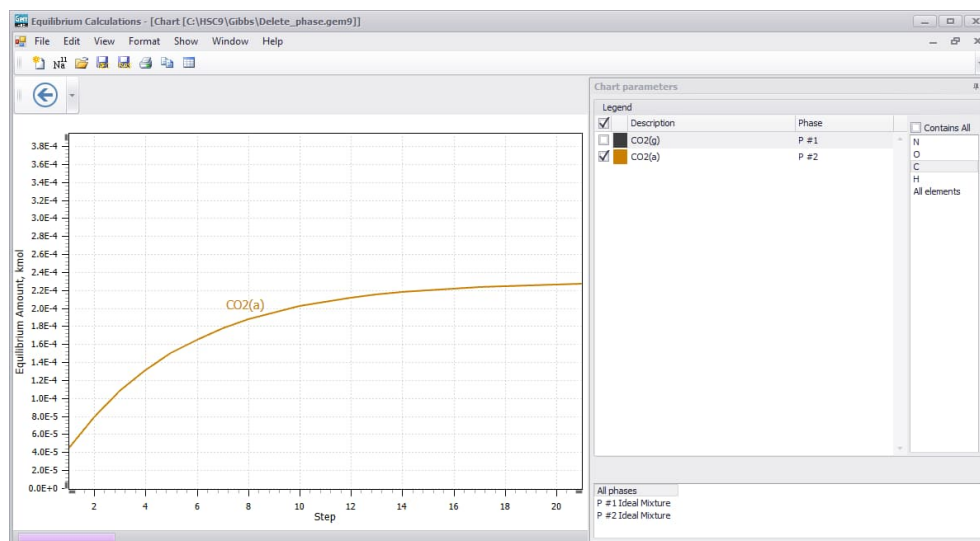 Equilibrium Calculations - [Chart [C:\HSC9\Gibbs\Delete_phase.gem9]]
File Edit View Format Show Window Help
Chart parameters
Legend
Description Phase
CO2(g) P #1
CO2(a) P #2
Contains All
N
O
C
H
All elements
3.8E-4
3.6E-4
3.4E-4
3.2E-4
3.0E-4
2.8E-4
2.6E-4
2.4E-4
2.2E-4
2.0E-4
1.8E-4
1.6E-4
1.4E-4
1.2E-4
1.0E-4
8.0E-5
6.0E-5
4.0E-5
2.0E-5
0.0E+0
Equilibrium Amount, kmol
CO2(a)
2 4 6 8 10 12 14 16 18 20
Step
All phases
P #1 Ideal Mixture
P #2 Ideal Mixture